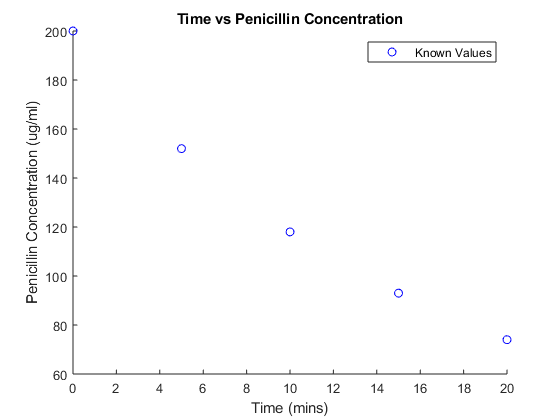 Time vs Penicillin Concentration
Known Values
Penicillin Concentration (ug/ml)
200
180
160
140
120
100
80
60
0 2 4 6 8 10 12 14 16 18 20
Time (mins)